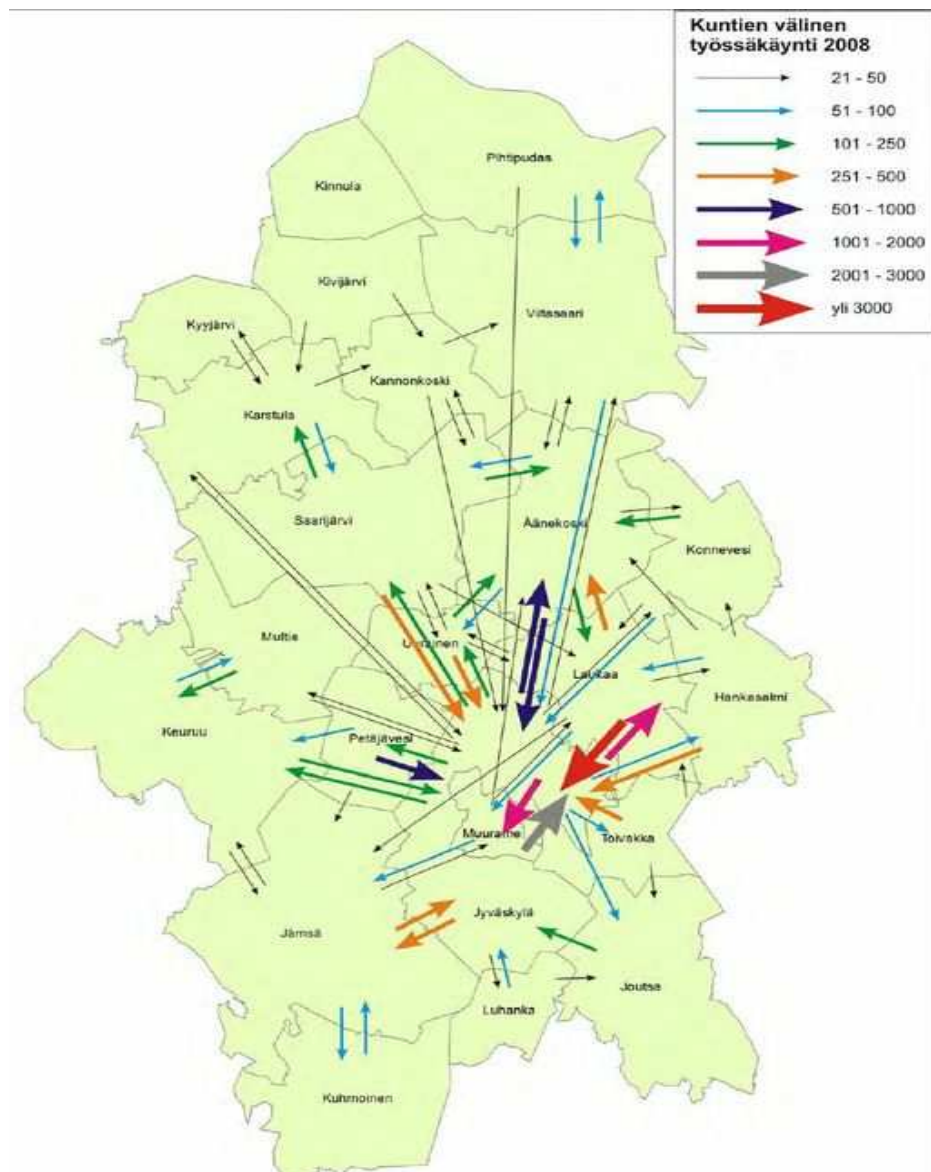 Kuntien välinen
työssäkäynti 2008
21 - 50
51 - 100
101 - 250
251 - 500
501 - 1000
1001 - 2000
2001 - 3000
yli 3000
Pihtipudas
Kinnula
Kivijärvi
Viitasaari
Kyyjärvi
Kannonkoski
Karstula
Saarijärvi
Äänekoski
Konnevesi
Multia
Uurainen
Laukaa
Hankasalmi
Keuruu
Petäjävesi
Muurame
Toivakka
Jyväskylä
Jämsä
Joutsa
Luhanka
Kuhmoinen